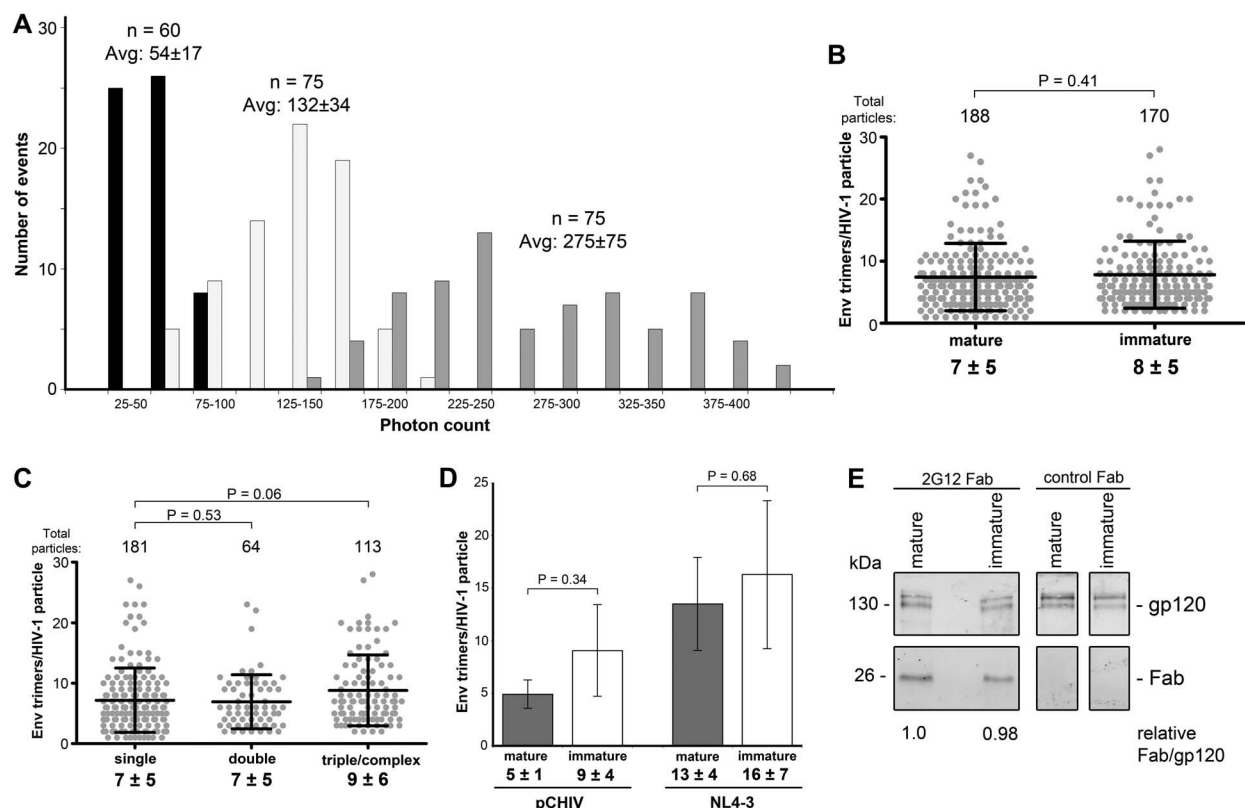 A
n = 60
Avg: 54±17
n = 75
Avg: 132±34
n = 75
Avg: 275±75
Number of events
30
20
10
0
25-50 75-100 125-150 175-200 225-250 275-300 325-350 375-400
Photon count
B
P = 0.41
Total
particles:
188 170
Env trimers/HIV-1 particle
30
20
10
0
mature immature
7 ± 5 8 ± 5
C
P = 0.06
P = 0.53
Total
particles:
181 64 113
Env trimers/HIV-1 particle
30
20
10
0
single double triple/complex
7 ± 5 7 ± 5 9 ± 6
D
P = 0.68
P = 0.34
Env trimers/HIV-1 particle
25
20
15
10
5
0
mature immature mature immature
5 ± 1 9 ± 4 13 ± 4 16 ± 7
pCHIV NL4-3
E
2G12 Fab control Fab
mature immature mature immature
kDa
130 - - gp120
26 - - Fab
1.0 0.98 relative
Fab/gp120